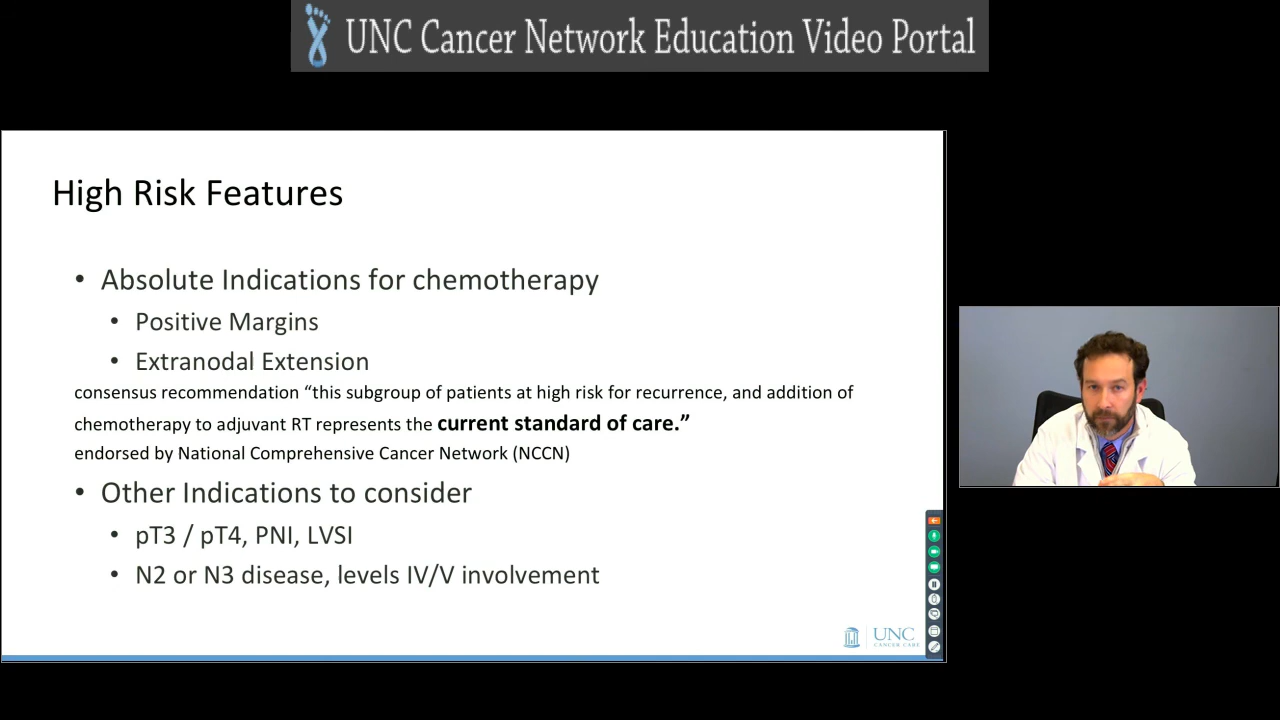 UNC Cancer Network Education Video Portal
High Risk Features
• Absolute Indications for chemotherapy
• Positive Margins
• Extranodal Extension
consensus recommendation “this subgroup of patients at high risk for recurrence, and addition of
chemotherapy to adjuvant RT represents the current standard of care.”
endorsed by National Comprehensive Cancer Network (NCCN)
• Other Indications to consider
• pT3 / pT4, PNI, LVSI
• N2 or N3 disease, levels IV/V involvement
UNC
CANCER CARE